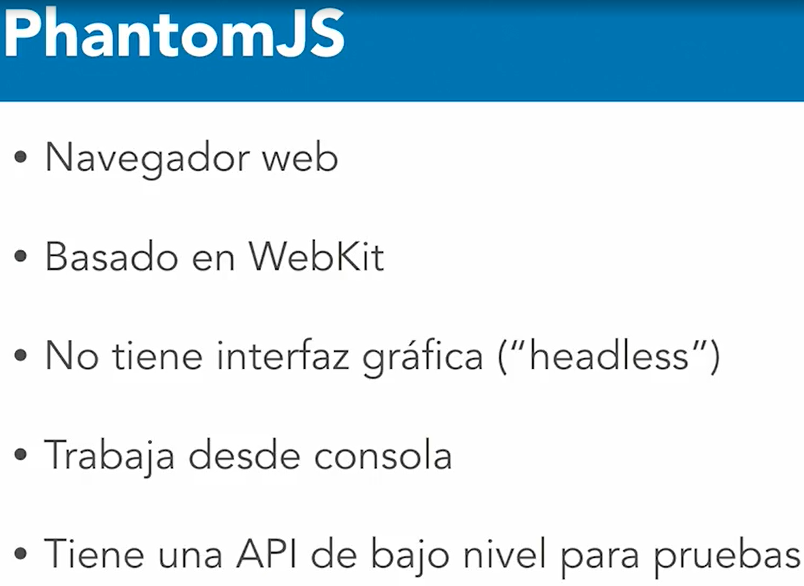 PhantomJS
• Navegador web
• Basado en WebKit
• No tiene interfaz gráfica (“headless”)
• Trabaja desde consola
• Tiene una API de bajo nivel para pruebas